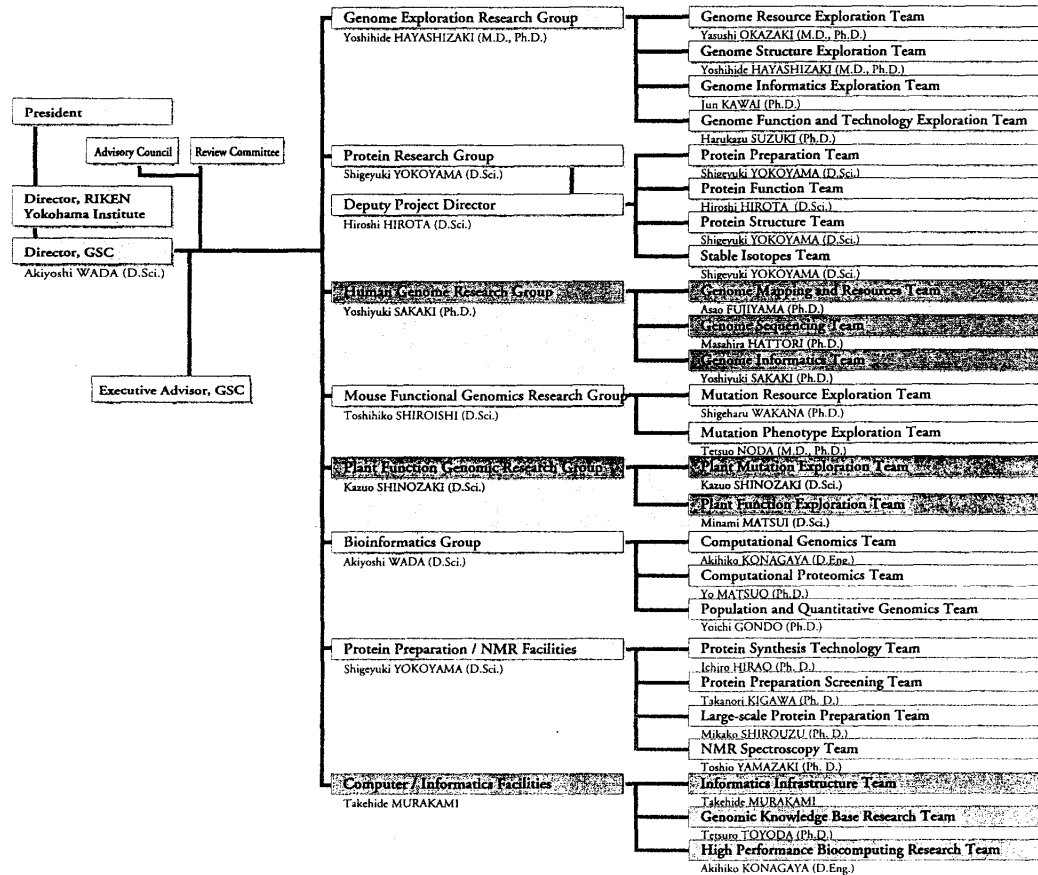 President
Advisory Council
Review Committee
Director, RIKEN
Yokohama Institute
Director, GSC
Akiyoshi WADA (D.Sci.)
Executive Advisor, GSC
Genome Exploration Research Group
Yoshihide HAYASHIZAKI (M.D., Ph.D.)
Genome Resource Exploration Team
Yasushi OKAZAKI (M.D., Ph.D.)
Genome Structure Exploration Team
Yoshihide HAYASHIZAKI (M.D., Ph.D.)
Genome Informatics Exploration Team
Jun KAWAI (Ph.D.)
Genome Function and Technology Exploration Team
Harukazu SUZUKI (Ph.D.)
Protein Research Group
Shigeyuki YOKOYAMA (D.Sci.)
Deputy Project Director
Hiroshi HIROTA (D.Sci.)
Protein Preparation Team
Shigeyuki YOKOYAMA (D.Sci.)
Protein Function Team
Hiroshi HIROTA (D.Sci.)
Protein Structure Team
Shigeyuki YOKOYAMA (D.Sci.)
Stable Isotopes Team
Shigeyuki YOKOYAMA (D.Sci.)
Human Genome Research Group
Yoshiyuki SAKAKI (Ph.D.)
Genome Mapping and Resources Team
Asao FUJIYAMA (Ph.D.)
Genome Sequencing Team
Masahira HATTORI (Ph.D.)
Genome Informatics Team
Yoshiyuki SAKAKI (Ph.D.)
Mouse Functional Genomics Research Group
Toshihiko SHIROISHI (D.Sci.)
Mutation Resource Exploration Team
Shigeharu WAKANA (Ph.D.)
Mutation Phenotype Exploration Team
Tetsuo NODA (M.D., Ph.D.)
Plant Function Genomic Research Group
Kazuo SHINOZAKI (D.Sci.)
Plant Mutation Exploration Team
Kazuo SHINOZAKI (D.Sci.)
Plant Function Exploration Team
Minami MATSUI (D.Sci.)
Bioinformatics Group
Akiyoshi WADA (D.Sci.)
Computational Genomics Team
Akihiko KONAGAYA (D.Eng.)
Computational Proteomics Team
Yo MATSUO (Ph.D.)
Population and Quantitative Genomics Team
Yoichi GONDO (Ph.D.)
Protein Preparation / NMR Facilities
Shigeyuki YOKOYAMA (D.Sci.)
Protein Synthesis Technology Team
Ichiro HIRAO (Ph. D.)
Protein Preparation Screening Team
Takanori KIGAWA (Ph. D.)
Large-scale Protein Preparation Team
Mikako SHIROUZU (Ph. D.)
NMR Spectroscopy Team
Toshio YAMAZAKI (Ph. D.)
Computer / Informatics Facilities
Takehide MURAKAMI
Informatics Infrastructure Team
Takehide MURAKAMI
Genomic Knowledge Base Research Team
Tetsuro TOYODA (Ph.D.)
High Performance Biocomputing Research Team
Akihiko KONAGAYA (D.Eng.)